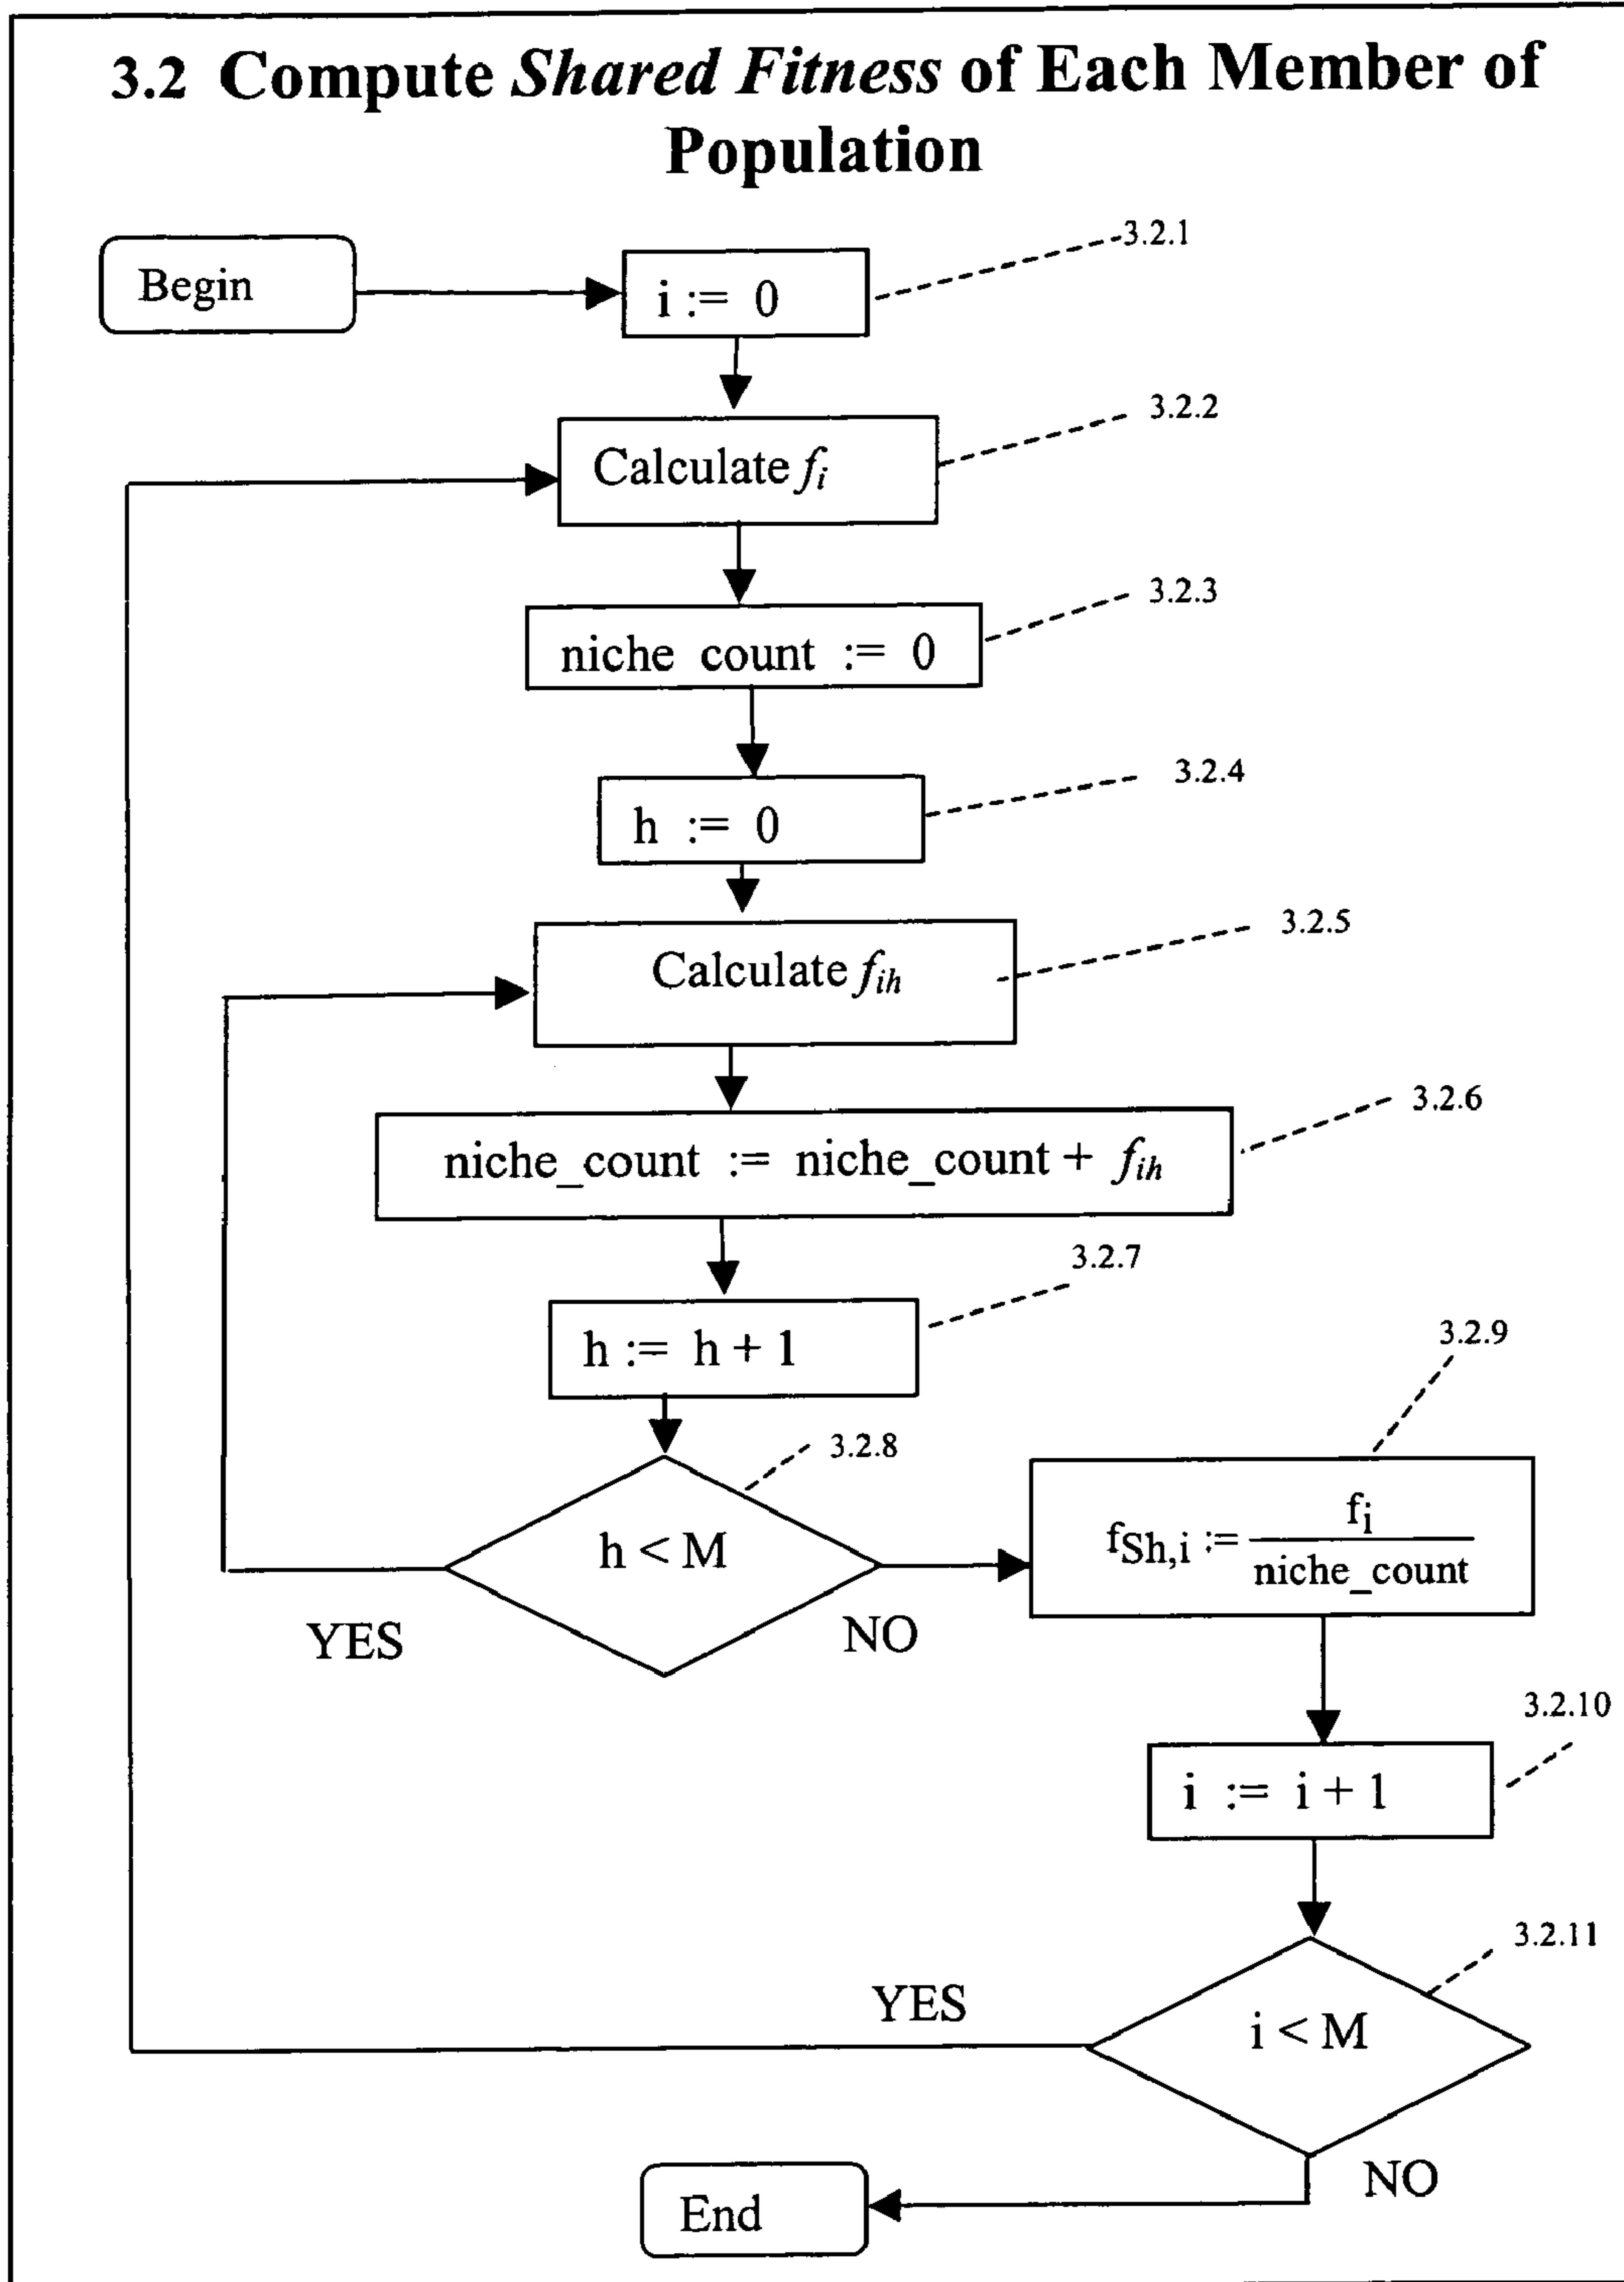 3.2 Compute Shared Fitness of Each Member of
Population
Begin
i := 0
3.2.1
Calculate fi
3.2.2
niche count := 0
3.2.3
h := 0
3.2.4
Calculate fih
3.2.5
niche_count := niche_count + fih
3.2.6
h := h + 1
3.2.7
h < M
3.2.8
YES
NO
3.2.9
fSh,i := fi
niche_count
3.2.10
i := i + 1
3.2.11
i < M
YES
NO
End